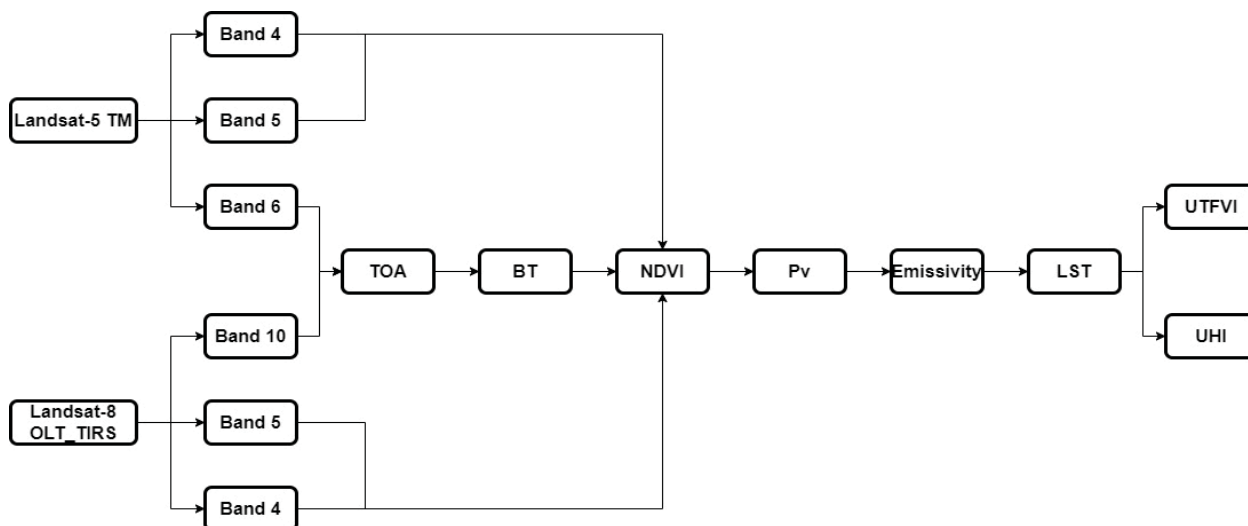 Band 4
Landsat-5 TM
Band 5
Band 6
TOA
BT
NDVI
Pv
Emissivity
LST
UTFVI
UHI
Band 10
Landsat-8
OLT_TIRS
Band 5
Band 4